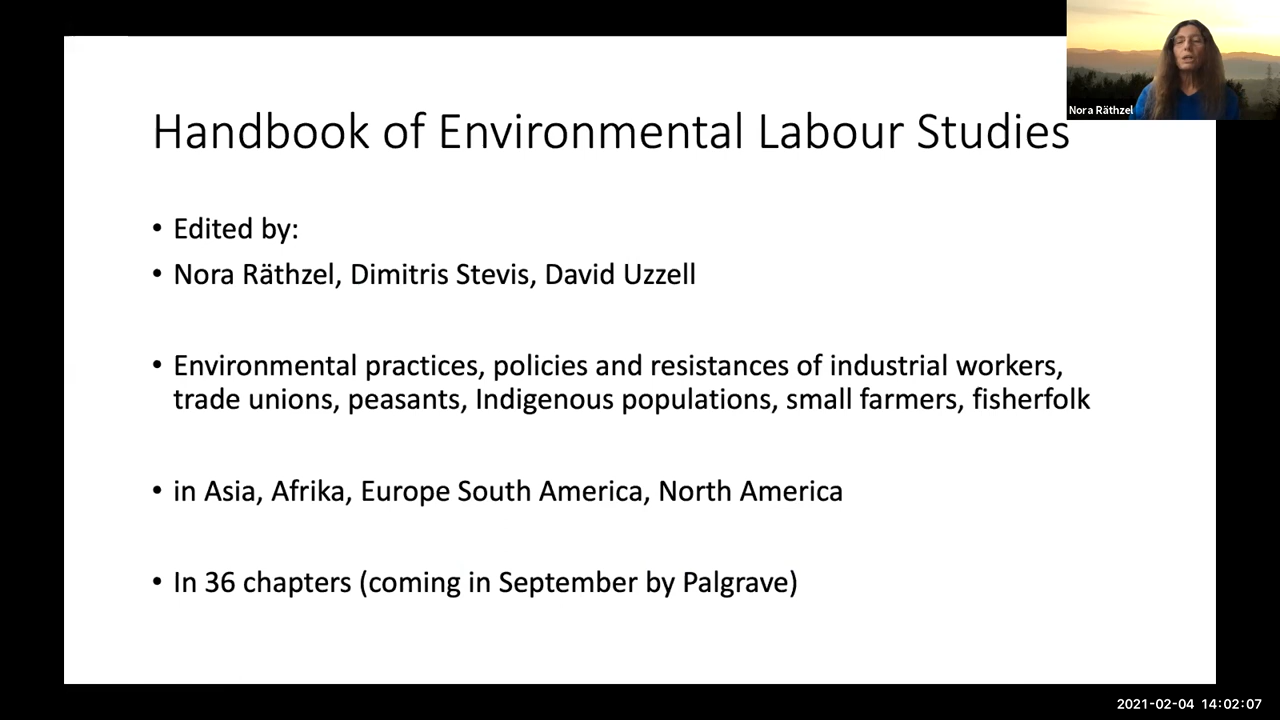 Handbook of Environmental Labour Studies
Nora Räthzel
• Edited by:
• Nora Räthzel, Dimitris Stevis, David Uzzell
• Environmental practices, policies and resistances of industrial workers,
trade unions, peasants, Indigenous populations, small farmers, fisherfolk
• in Asia, Afrika, Europe South America, North America
• In 36 chapters (coming in September by Palgrave)
2021-02-04 14:02:07